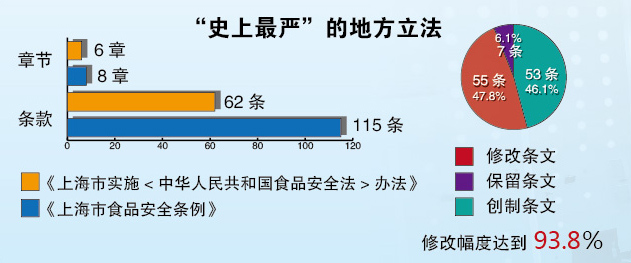 “史上最严”的地方立法
章节
6 章
8 章
条款
62 条
115 条
0 20 40 60 80 100 120
《上海市实施＜中华人民共和国食品安全法＞办法》
《上海市食品安全条例》
6.1%
7 条
55 条
47.8%
53 条
46.1%
修改条文
保留条文
创制条文
修改幅度达到 93.8%